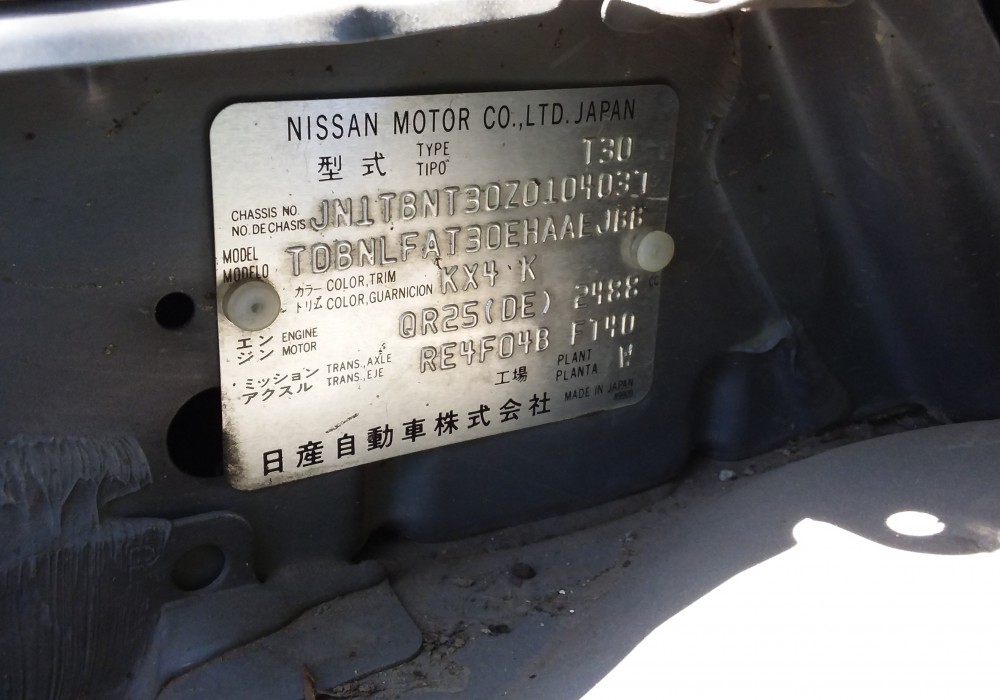 NISSAN MOTOR CO.,LTD. JAPAN
型式 TYPE TIPO T30
CHASSIS NO. NO. DE CHASIS JN1TBNT30Z0104037
MODEL MODELO TDBNLFAT30EHAAEJBB
カラー トリム COLOR, TRIM COLOR, GUARNICION KX4 K
エンジン ENGINE MOTOR QR25(DE) 2488 cc
ミッション アクスル TRANS., AXLE TRANS., EJE RE4F04B FT40
工場 PLANT PLANTA W
日産自動車株式会社 MADE IN JAPAN